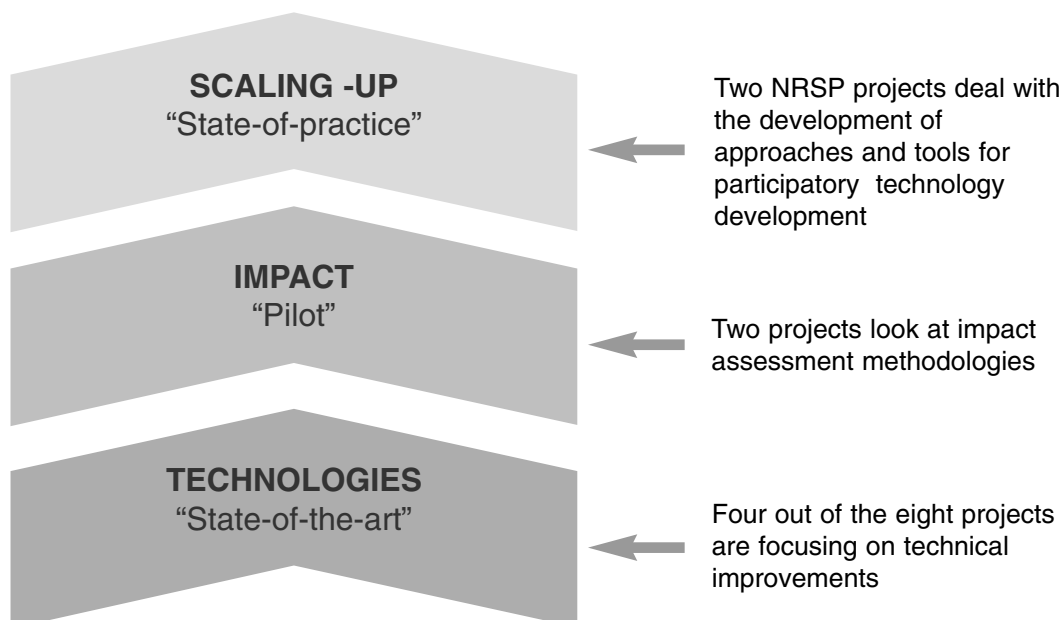 SCALING -UP
“State-of-practice”
Two NRSP projects deal with
the development of
approaches and tools for
participatory technology
development
IMPACT
“Pilot”
Two projects look at impact
assessment methodologies
TECHNOLOGIES
“State-of-the-art”
Four out of the eight projects
are focusing on technical
improvements